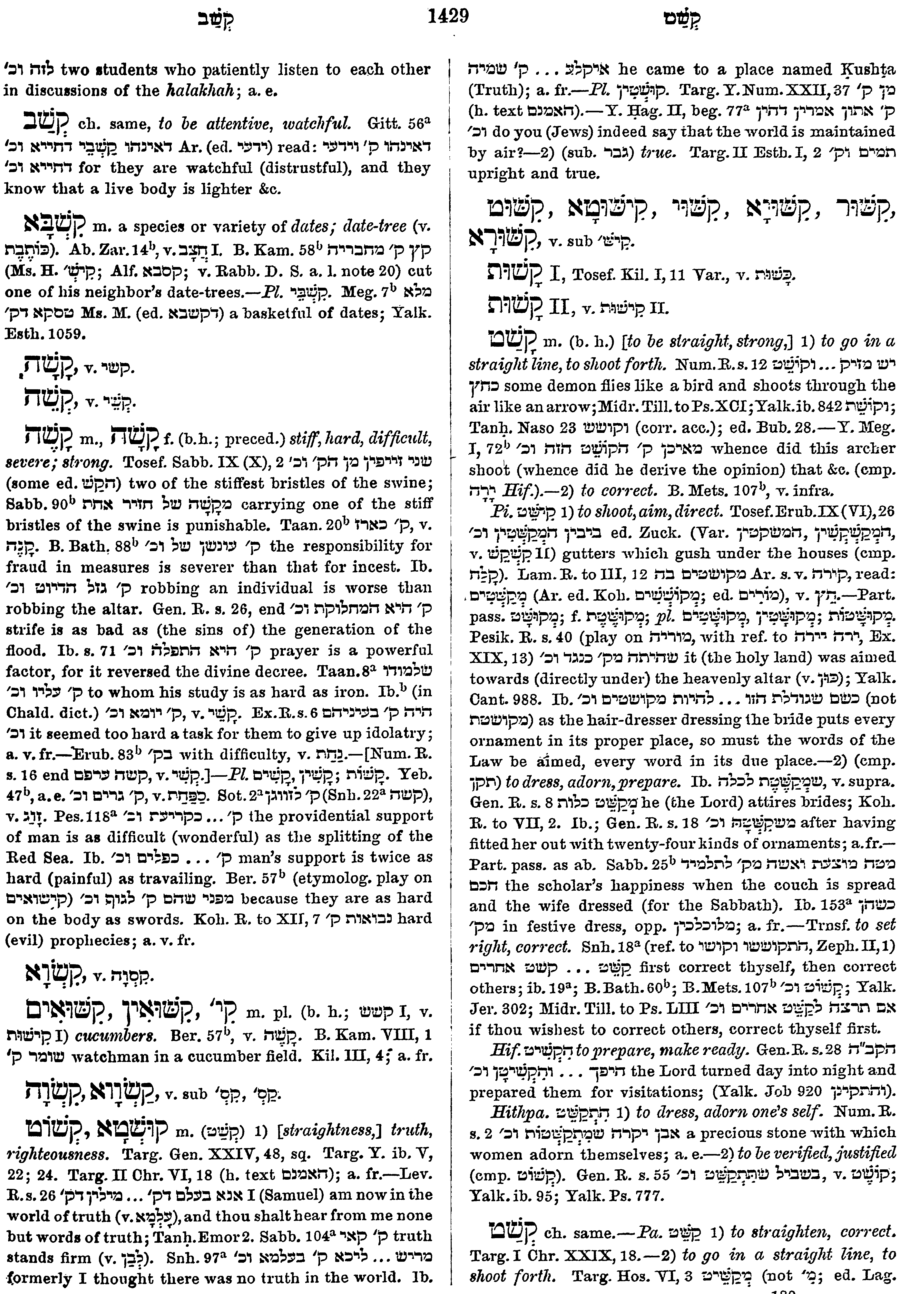 קְשַׁב
1429
קְשַׁט
לזה וכ' two students who patiently listen to each other
in discussions of the halakhah; a. e.
קְשַׁב ch. same, to be attentive, watchful. Gitt. 56ᵃ
דאינהו קָשְׁבֵי דחייא וכ' Ar. (ed. וידעי) read: דאינהו ק' וידעי
דחייא וכ' for they are watchful (distrustful), and they
know that a live body is lighter &c.
קַשְׁבָּא m. a species or variety of dates; date-tree (v.
כּוֹתֶבֶת). Ab. Zar. 14ᵇ, v. חֲצָב I. B. Kam. 58ᵇ קץ ק' מחבריה
(Ms. H. קִישְׁ'; Alf. קסבא; v. Rabb. D. S. a. l. note 20) cut
one of his neighbor's date-trees.—Pl. קַשְׁבֵּי. Meg. 7ᵇ מלא
טסקא דק' Ms. M. (ed. דקשבא) a basketful of dates; Yalk.
Esth. 1059.
קָשָׁה, v. קשי.
קְשֵׁה, v. קְשֵׁי.
קָשֶׁה m., קָשָׁה f. (b. h.; preced.) stiff, hard, difficult,
severe; strong. Tosef. Sabb. IX (X), 2 שני זייפין מן הק' וכ'
(some ed. הקש) two of the stiffest bristles of the swine;
Sabb. 90ᵇ מקָשֶׁה של חזיר אחת carrying one of the stiff
bristles of the swine is punishable. Taan. 20ᵇ ק' כארז, v.
קָנֶה. B. Bath. 88ᵇ ק' עונשן של וכ' the responsibility for
fraud in measures is severer than that for incest. Ib.
ק' גזל הדיוט וכ' robbing an individual is worse than
robbing the altar. Gen. R. s. 26, end ק' היא המחלוקת וכ'
strife is as bad as (the sins of) the generation of the
flood. Ib. s. 71 ק' היא התפלה וכ' prayer is a powerful
factor, for it reversed the divine decree. Taan. 8ᵃ שלמודו
ק' עליו וכ' to whom his study is as hard as iron. Ib.ᵇ (in
Chald. dict.) ק' יומא וכ', v. קְשֵׁי. Ex. R. s. 6 היה ק' בעיניהם
וכ' it seemed too hard a task for them to give up idolatry;
a. v. fr.—Erub. 83ᵇ בק' with difficulty, v. נַחַת.—[Num. R.
s. 16 end קשה ערפם, v. קְשִׁי.]—Pl. קָשִׁים, קָשִׁין; קָשׁוֹת. Yeb.
47ᵇ, a. e. ק' גרים וכ', v. סַפַּחַת. Sot. 2ᵃ ק' לזווגן (Snh. 22ᵃ קשה),
v. זֶוֶג. Pes. 118ᵃ ק' ... כקריעת וכ' the providential support
of man is as difficult (wonderful) as the splitting of the
Red Sea. Ib. ק' ... כפלים וכ' man's support is twice as
hard (painful) as travailing. Ber. 57ᵇ (etymolog. play on
קישואים) מפני שהם ק' לגוף וכ' because they are as hard
on the body as swords. Koh. R. to XII, 7 נבואות ק' hard
(evil) prophecies; a. v. fr.
קַשְׂוָא, v. קַסְוָה.
קִשּׁוּאִים, קִשּׁוּאִין, קִי' m. pl. (b. h.; קשש I, v.
קישות I) cucumbers. Ber. 57ᵇ, v. קָשֶׁה. B. Kam. VIII, 1
שומר ק' watchman in a cucumber field. Kil. III, 4; a. fr.
קַשְׂוָה, קַשְׂוָוא, v. sub קַס', קָס'.
קְשׁוֹט, קוּשְׁטָא m. (קְשַׁט) 1) [straightness,] truth,
righteousness. Targ. Gen. XXIV, 48, sq. Targ. Y. ib. V,
22; 24. Targ. II Chr. VI, 18 (h. text האמנם); a. fr.—Lev.
R. s. 26 אנא בעלם דק' ... מילין דק' I (Samuel) am now in the
world of truth (v. עָלְמָא), and thou shalt hear from me none
but words of truth; Tanḥ. Emor 2. Sabb. 104ᵃ ק' קאי truth
stands firm (v. לְבֵן). Snh. 97ᵃ מריש ... ליכא ק' בעלמא וכ'
formerly I thought there was no truth in the world. Ib.
איקלע ... ק' שמיה he came to a place named Ḳushṭa
(Truth); a. fr.—Pl. קוּשְׁטִין. Targ. Y. Num. XXII, 37 מן ק'
(h. text האמנם).—Y. Ḥag. II, beg. 77ᵃ ק' אתון אמרין דהין
וכ' do you (Jews) indeed say that the world is maintained
by air?—2) (sub. גבר) true. Targ. II Esth. I, 2 תמים וק'
upright and true.
קִשּׁוּט, קִישׁוּטָא, קִשּׁוּי, קִשּׁוּיָא, קִשּׁוּר,
קִשּׁוּרָא, v. sub קִישׁ'.
קָשׁוּת I, Tosef. Kil. I, 11 Var., v. כָּשׁוּת.
קָשׁוּת II, v. קישׁוּת II.
קָשַׁט m. (b. h.) [to be straight, strong,] 1) to go in a
straight line, to shoot forth. Num. R. s. 12 יש מזיק ... וקוֹשֵׁט
כחץ some demon flies like a bird and shoots through the
air like an arrow; Midr. Till. to Ps. XCI; Yalk. ib. 842 וקוֹשֵׁת;
Tanḥ. Naso 23 וקושש (corr. acc.); ed. Bub. 28.—Y. Meg.
I, 72ᵇ מאיכן ק' הקוֹשֵׁט הזה וכ' whence did this archer
shoot (whence did he derive the opinion) that &c. (cmp.
יָרָה Hif.).—2) to correct. B. Mets. 107ᵇ, v. infra.
Pi. קִישֵּׁט 1) to shoot, aim, direct. Tosef. Erub. IX (VI), 26
ביבין המְקַשְּׁטִין וכ' ed. Zuck. (Var. המְקַשְׁקְשִׁין, המשקטין,
v. קִשְׁקֵשׁ II) gutters which gush under the houses (cmp.
קָלַח). Lam. R. to III, 12 מקושטים בה Ar. s. v. קירה, read:
מְקַשְּׁטִים (Ar. ed. Koh. מְקוֹשְׁשִׁים; ed. מוֹרִים), v. חֵץ.—Part.
pass. מְקוּשָּׁט; f. מְקוּשֶּׁטֶת; pl. מְקוּשָּׁטִים, מְקוּשָּׁטִין; מְקוּשָּׁטוֹת.
Pesik. R. s. 40 (play on מוריה, with ref. to יָרֹה יִירה, Ex.
XIX, 13) שהיתה מק' כנגד וכ' it (the holy land) was aimed
towards (directly under) the heavenly altar (v. כּוּן); Yalk.
Cant. 988. Ib. כשם שגודלת הזו ... להיות מקושטים וכ' (not
מקושטת) as the hair-dresser dressing the bride puts every
ornament in its proper place, so must the words of the
Law be aimed, every word in its due place.—2) (cmp.
תקן) to dress, adorn, prepare. Ib. שמְקַשֶּׁטֶת לכלה, v. supra.
Gen. R. s. 8 מְקַשֵּׁט כלות he (the Lord) attires brides; Koh.
R. to VII, 2. Ib.; Gen. R. s. 18 משקִשְּׁטָהּ וכ' after having
fitted her out with twenty-four kinds of ornaments; a. fr.—
Part. pass. as ab. Sabb. 25ᵇ מטה מוצעת ואשה מק' לתלמיד
חכם the scholar's happiness when the couch is spread
and the wife dressed (for the Sabbath). Ib. 153ᵃ כשהן
מק' in festive dress, opp. מלוכלכין; a. fr.—Trnsf. to set
right, correct. Snh. 18ᵃ (ref. to התקוששו וקושו, Zeph. II, 1)
קַשֵּׁט ... קשט אחרים first correct thyself, then correct
others; ib. 19ᵃ; B. Bath. 60ᵇ; B. Mets. 107ᵇ קְשׁוֹט וכ'; Yalk.
Jer. 302; Midr. Till. to Ps. LIII אם תרצה לקַשֵּׁט אחרים וכ'
if thou wishest to correct others, correct thyself first.
Hif. הִקְשִׁיט to prepare, make ready. Gen. R. s. 28 הקב"ה
היפך ... והִקְשִׁיטָן וכ' the Lord turned day into night and
prepared them for visitations; (Yalk. Job 920 והתקינן).
Hithpa. הִתְקַשֵּׁט 1) to dress, adorn one's self. Num. R.
s. 2 אבן יקרה שמִתְקַשְּׁטוֹת וכ' a precious stone with which
women adorn themselves; a. e.—2) to be verified, justified
(cmp. קְשׁוֹט). Gen. R. s. 55 בשביל שתִּתְקַשֵּׁט וכ', v. קוֹשְׁט;
Yalk. ib. 95; Yalk. Ps. 777.
קְשַׁט ch. same.—Pa. קַשֵּׁט 1) to straighten, correct.
Targ. I Chr. XXIX, 18.—2) to go in a straight line, to
shoot forth. Targ. Hos. VI, 3 מְקַשֵּׁיט (not מִ'; ed. Lag.